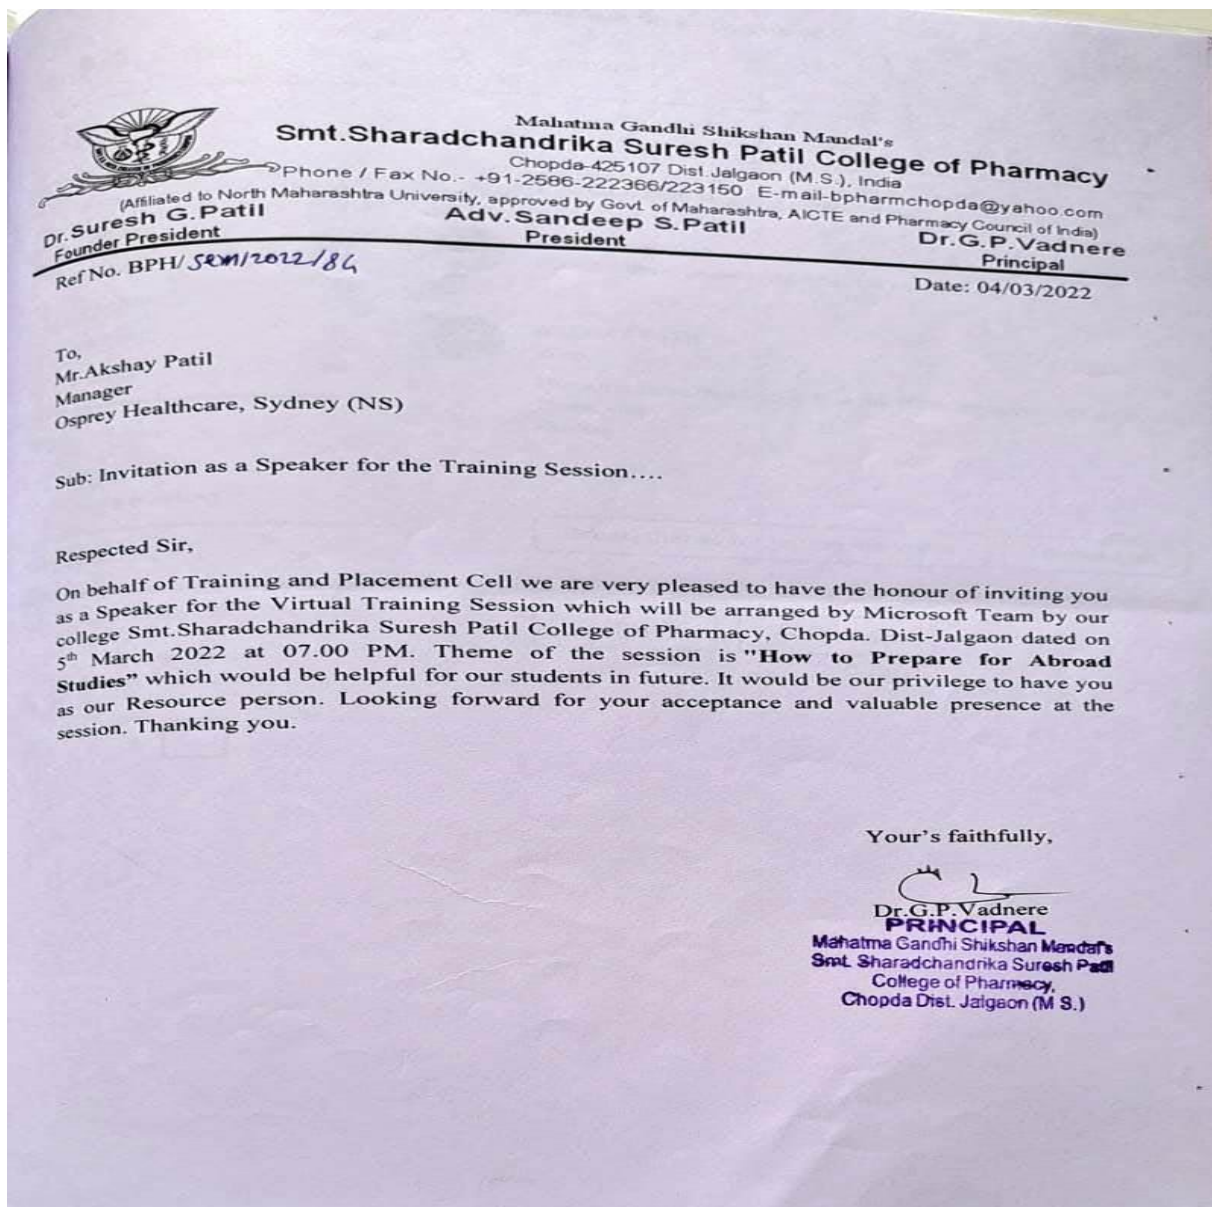 Mahatma Gandhi Shikshan Mandal's
Smt.Sharadchandrika Suresh Patil College of Pharmacy
Chopda-425107 Dist.Jalgaon (M.S.), India
Phone / Fax No.- +91-2586-222366/223150 E-mail-bpharmchopda@yahoo.com
(Affiliated to North Maharashtra University, approved by Govt. of Maharashtra, AICTE and Pharmacy Council of India)
Dr.Suresh G.Patil Adv.Sandeep S.Patil Dr.G.P.Vadnere
Founder President President Principal
Ref No. BPH/Sem/2022/84
Date: 04/03/2022
To,
Mr.Akshay Patil
Manager
Osprey Healthcare, Sydney (NS)
Sub: Invitation as a Speaker for the Training Session....
Respected Sir,
On behalf of Training and Placement Cell we are very pleased to have the honour of inviting you
as a Speaker for the Virtual Training Session which will be arranged by Microsoft Team by our
college Smt.Sharadchandrika Suresh Patil College of Pharmacy, Chopda. Dist-Jalgaon dated on
5th March 2022 at 07.00 PM. Theme of the session is "How to Prepare for Abroad
Studies" which would be helpful for our students in future. It would be our privilege to have you
as our Resource person. Looking forward for your acceptance and valuable presence at the
session. Thanking you.
Your's faithfully,
Dr.G.P.Vadnere
PRINCIPAL
Mahatma Gandhi Shikshan Mandal's
Smt. Sharadchandrika Suresh Patil
College of Pharmacy,
Chopda Dist. Jalgaon (M S.)